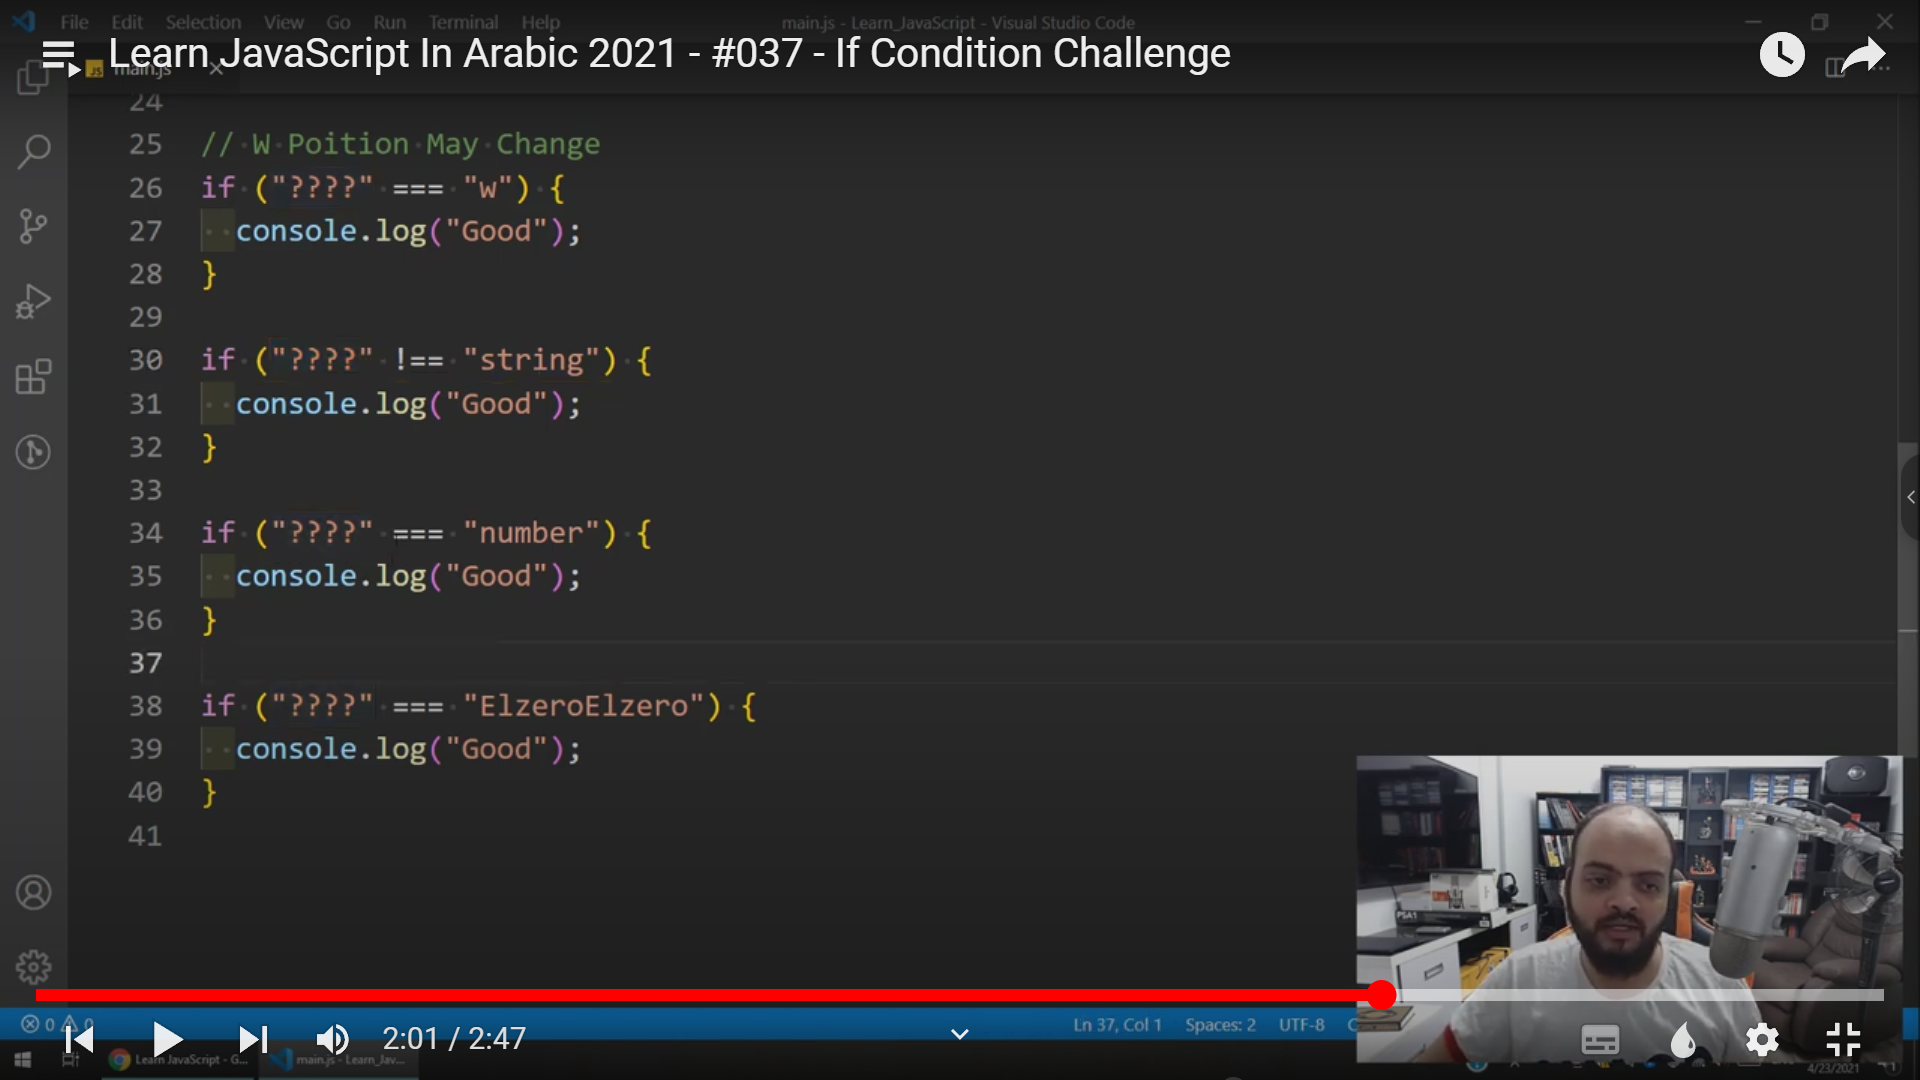 File Edit Selection View Go Run Terminal Help
main.js - Learn_JavaScript - Visual Studio Code
Learn JavaScript In Arabic 2021 - #037 - If Condition Challenge
main.js
24
25 // W Poition May Change
26 if ("????" === "w") {
27 console.log("Good");
28 }
29
30 if ("????" !== "string") {
31 console.log("Good");
32 }
33
34 if ("????" === "number") {
35 console.log("Good");
36 }
37
38 if ("????" === "ElzeroElzero") {
39 console.log("Good");
40 }
41
PSA1
0 0
Ln 37, Col 1 Spaces: 2 UTF-8
2:01 / 2:47
Learn JavaScript - G...
main.js - Learn_Jav...
4/23/2021